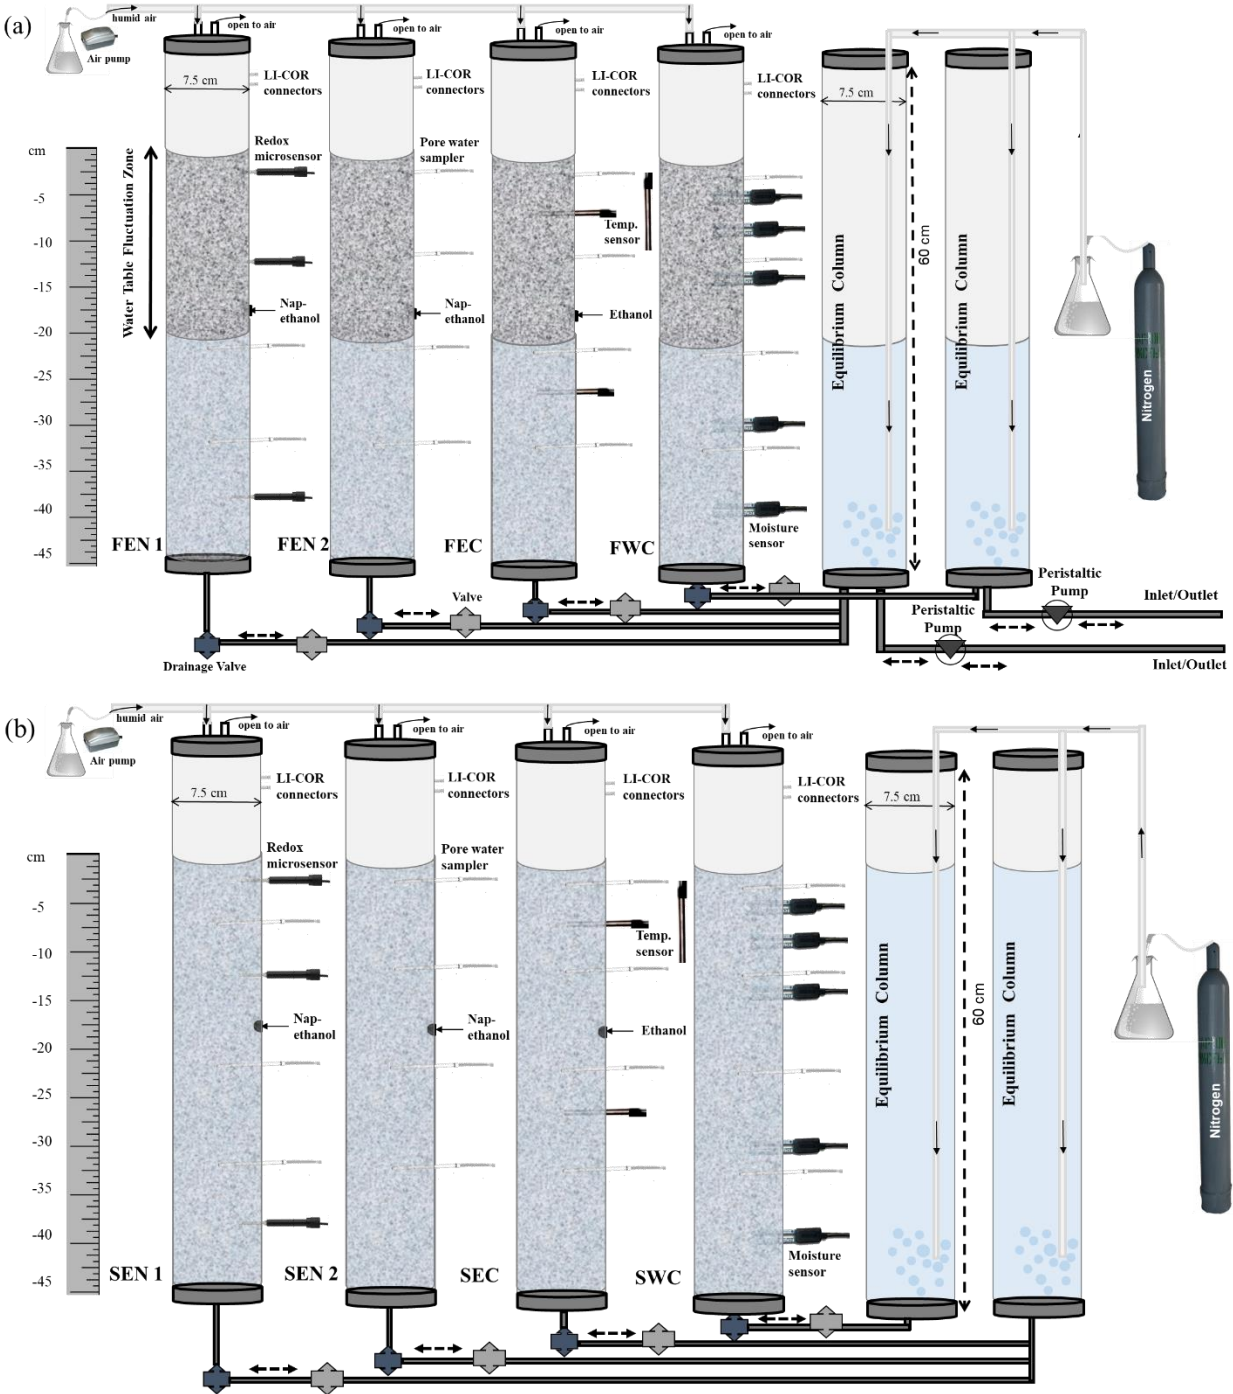 (a)
humid air
open to air
open to air
open to air
open to air
Air pump
7.5 cm
LI-COR
connectors
LI-COR
connectors
LI-COR
connectors
LI-COR
connectors
7.5 cm
cm
-5
-10
-15
-20
-25
-30
-35
-40
-45
Water Table Fluctuation Zone
Redox
microsensor
Pore water
sampler
Temp.
sensor
Nap-
ethanol
Nap-
ethanol
Ethanol
Equilibrium Column
60 cm
Equilibrium Column
Nitrogen
FEN 1
FEN 2
FEC
FWC
Moisture
sensor
Valve
Drainage Valve
Peristaltic
Pump
Peristaltic
Pump
Inlet/Outlet
Inlet/Outlet
(b)
humid air
open to air
open to air
open to air
open to air
Air pump
7.5 cm
LI-COR
connectors
LI-COR
connectors
LI-COR
connectors
LI-COR
connectors
7.5 cm
cm
-5
-10
-15
-20
-25
-30
-35
-40
-45
Redox
microsensor
Pore water
sampler
Temp.
sensor
Nap-
ethanol
Nap-
ethanol
Ethanol
Equilibrium Column
60 cm
Equilibrium Column
Nitrogen
SEN 1
SEN 2
SEC
SWC
Moisture
sensor